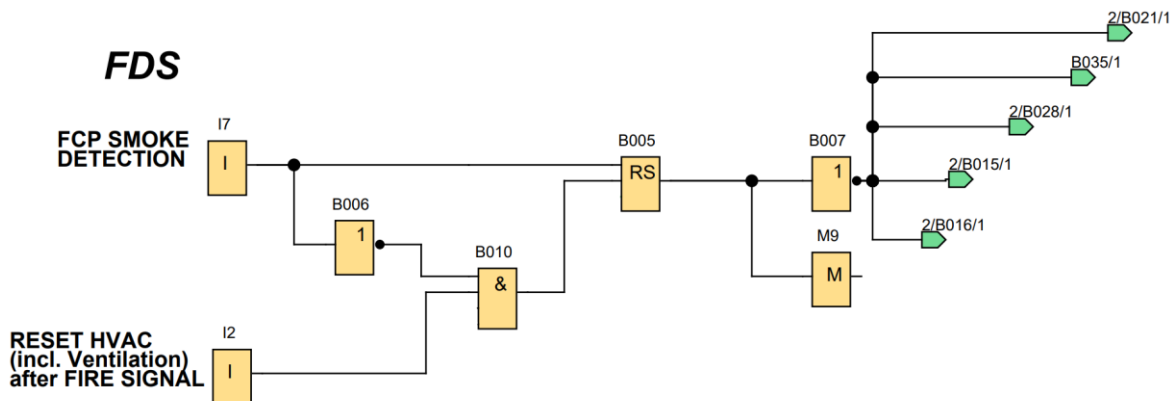 2/B021/1
FDS
B035/1
FCP SMOKE
DETECTION
I7
I
2/B028/1
B005
RS
B007
1
2/B015/1
B006
1
2/B016/1
B010
&
M9
M
RESET HVAC
(incl. Ventilation)
after FIRE SIGNAL
I2
I